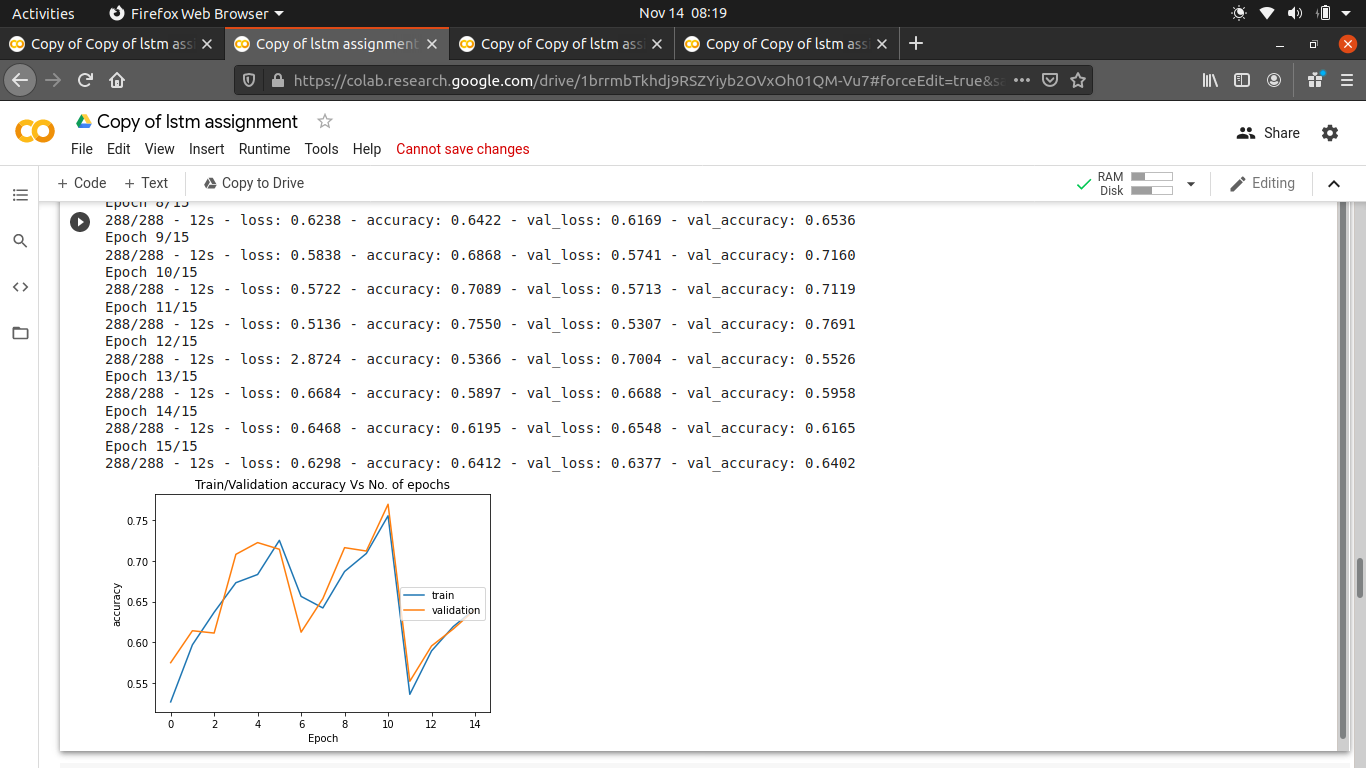 Activities
Firefox Web Browser
Nov 14 08:19
Copy of Copy of lstm ass
Copy of lstm assignment
Copy of Copy of lstm ass
Copy of Copy of lstm ass
https://colab.research.google.com/drive/1brrmbTkhdj9RSZYiyb2OVxOh01QM-Vu7#forceEdit=true&sa
Copy of lstm assignment
Share
File Edit View Insert Runtime Tools Help Cannot save changes
+ Code + Text Copy to Drive
RAM
Disk
Editing
Epoch 8/15
288/288 - 12s - loss: 0.6238 - accuracy: 0.6422 - val_loss: 0.6169 - val_accuracy: 0.6536
Epoch 9/15
288/288 - 12s - loss: 0.5838 - accuracy: 0.6868 - val_loss: 0.5741 - val_accuracy: 0.7160
Epoch 10/15
288/288 - 12s - loss: 0.5722 - accuracy: 0.7089 - val_loss: 0.5713 - val_accuracy: 0.7119
Epoch 11/15
288/288 - 12s - loss: 0.5136 - accuracy: 0.7550 - val_loss: 0.5307 - val_accuracy: 0.7691
Epoch 12/15
288/288 - 12s - loss: 2.8724 - accuracy: 0.5366 - val_loss: 0.7004 - val_accuracy: 0.5526
Epoch 13/15
288/288 - 12s - loss: 0.6684 - accuracy: 0.5897 - val_loss: 0.6688 - val_accuracy: 0.5958
Epoch 14/15
288/288 - 12s - loss: 0.6468 - accuracy: 0.6195 - val_loss: 0.6548 - val_accuracy: 0.6165
Epoch 15/15
288/288 - 12s - loss: 0.6298 - accuracy: 0.6412 - val_loss: 0.6377 - val_accuracy: 0.6402
Train/Validation accuracy Vs No. of epochs
0.75
0.70
0.65
0.60
0.55
accuracy
train
validation
0 2 4 6 8 10 12 14
Epoch